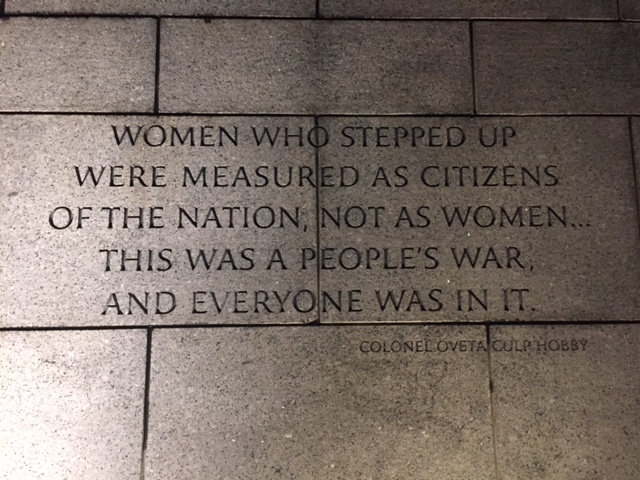 WOMEN WHO STEPPED UP
WERE MEASURED AS CITIZENS
OF THE NATION, NOT AS WOMEN...
THIS WAS A PEOPLE'S WAR,
AND EVERYONE WAS IN IT.
COLONEL OVETA CULP HOBBY